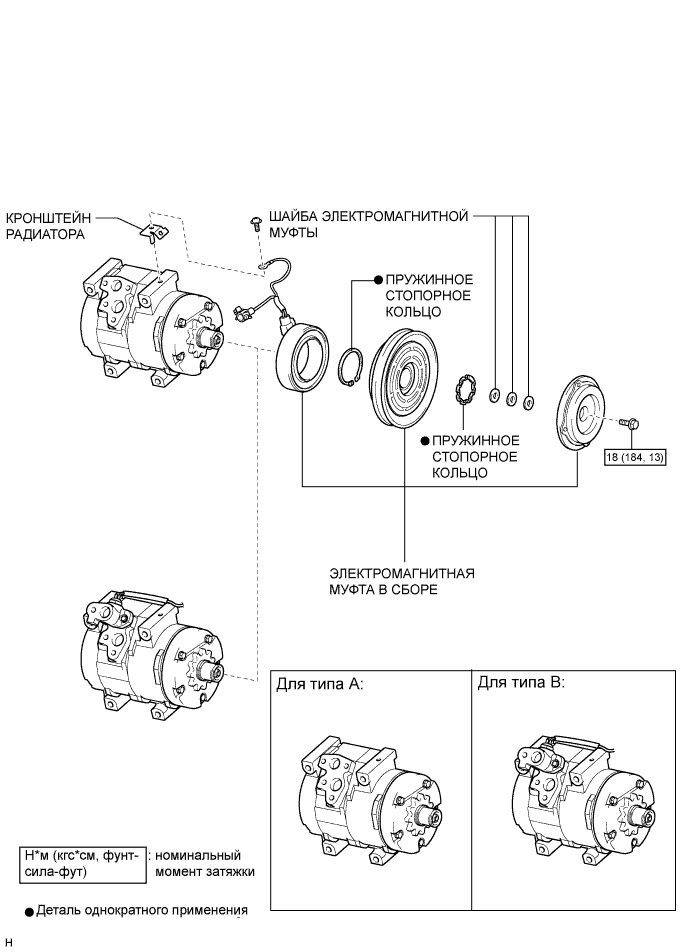 КРОНШТЕЙН
РАДИАТОРА
ШАЙБА ЭЛЕКТРОМАГНИТНОЙ
МУФТЫ
ПРУЖИННОЕ
СТОПОРНОЕ
КОЛЬЦО
ПРУЖИННОЕ
СТОПОРНОЕ
КОЛЬЦО
18 (184, 13)
ЭЛЕКТРОМАГНИТНАЯ
МУФТА В СБОРЕ
Для типа A:
Для типа B:
Н*м (кгс*см, фунт-
сила-фут)
: номинальный
момент затяжки
Деталь однократного применения
H